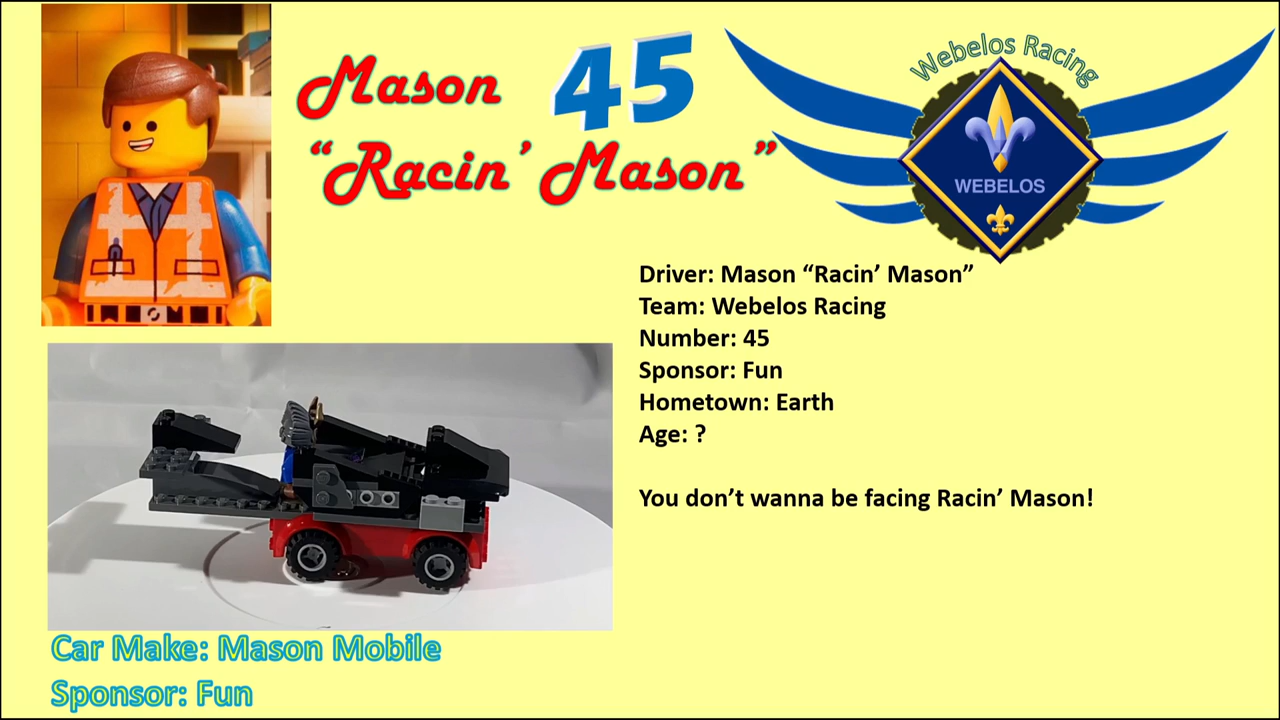 Mason 45
“Racin’ Mason”
Webelos Racing
WEBELOS
Driver: Mason “Racin’ Mason”
Team: Webelos Racing
Number: 45
Sponsor: Fun
Hometown: Earth
Age: ?
You don’t wanna be facing Racin’ Mason!
Car Make: Mason Mobile
Sponsor: Fun